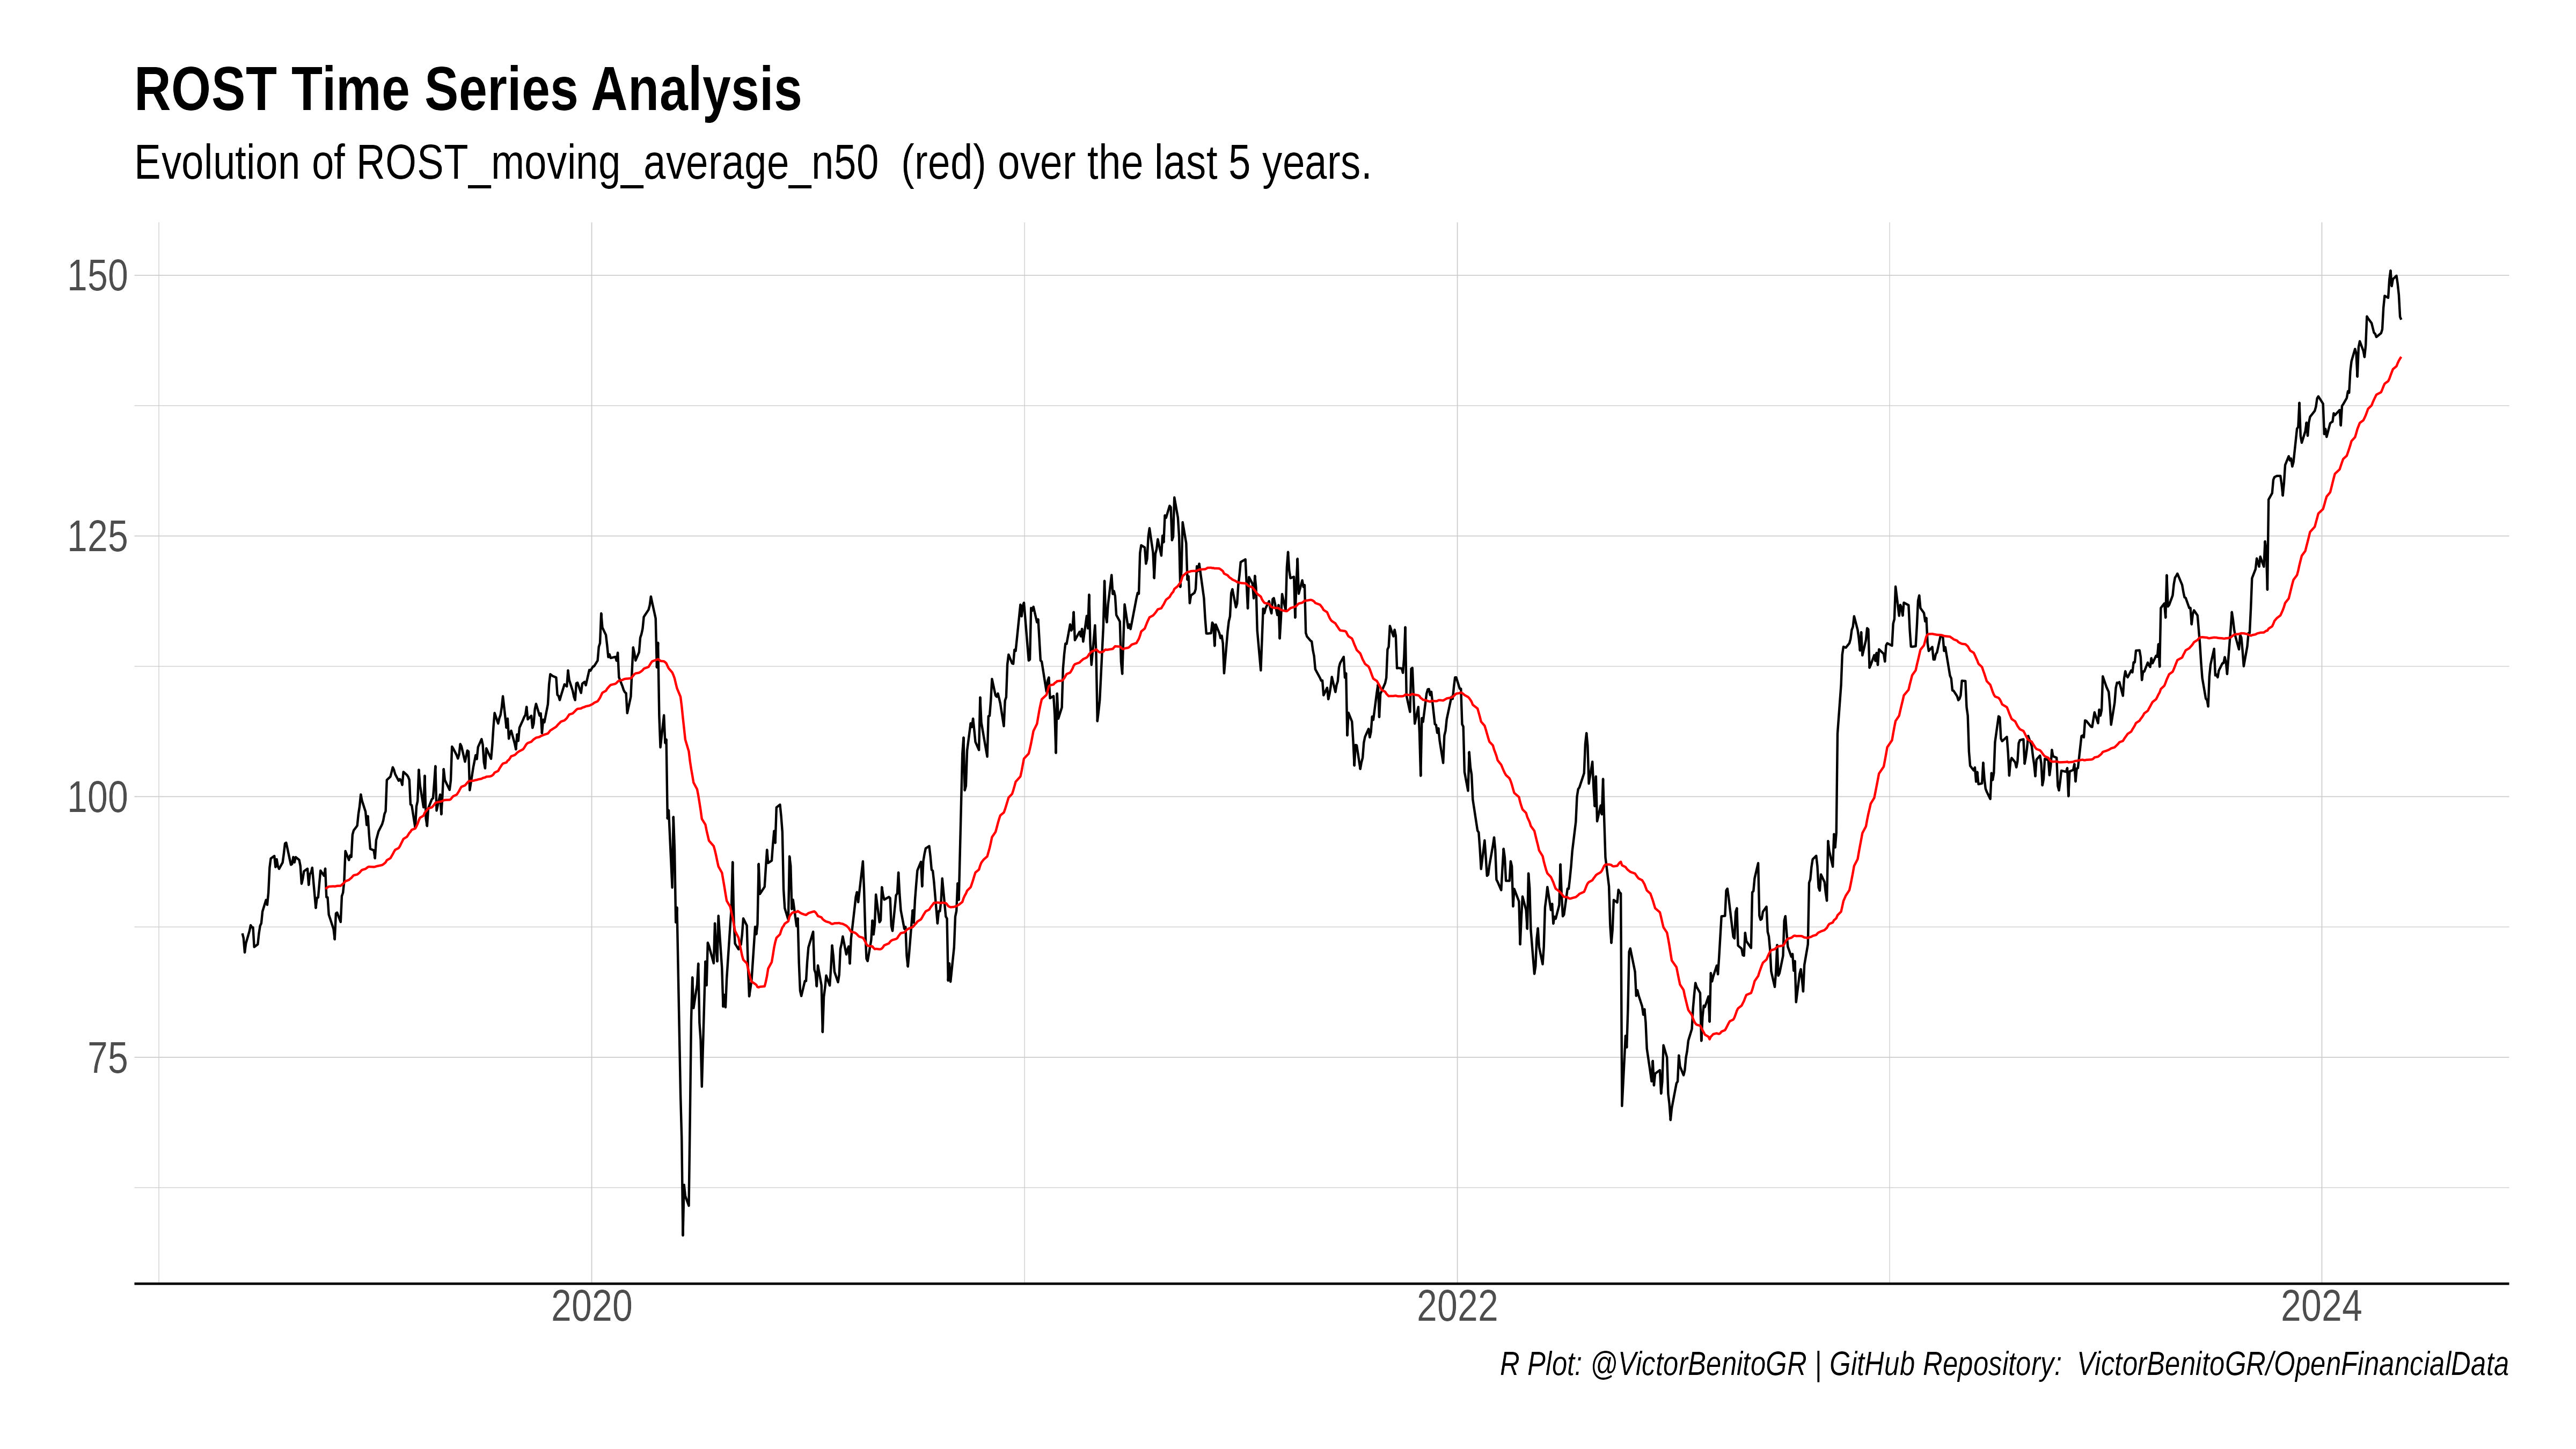 ROST Time Series Analysis
Evolution of ROST_moving_average_n50  (red) over the last 5 years.
150
125
100
75
2020
2022
2024
R Plot: @VictorBenitoGR | GitHub Repository:  VictorBenitoGR/OpenFinancialData